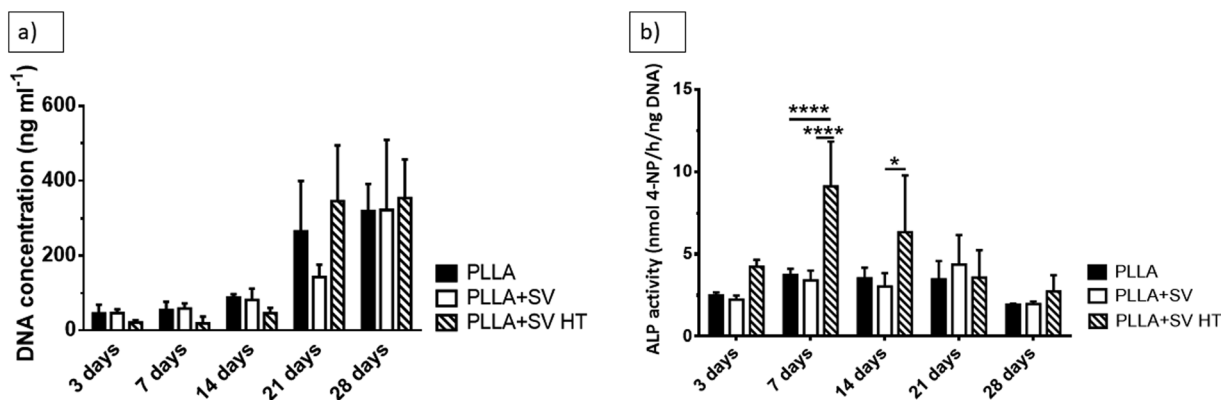 a)
DNA concentration (ng ml⁻¹)
600
400
200
0
3 days
7 days
14 days
21 days
28 days
PLLA
PLLA+SV
PLLA+SV HT
b)
ALP activity (nmol 4-NP/h/ng DNA)
15
10
5
0
****
****
*
3 days
7 days
14 days
21 days
28 days
PLLA
PLLA+SV
PLLA+SV HT